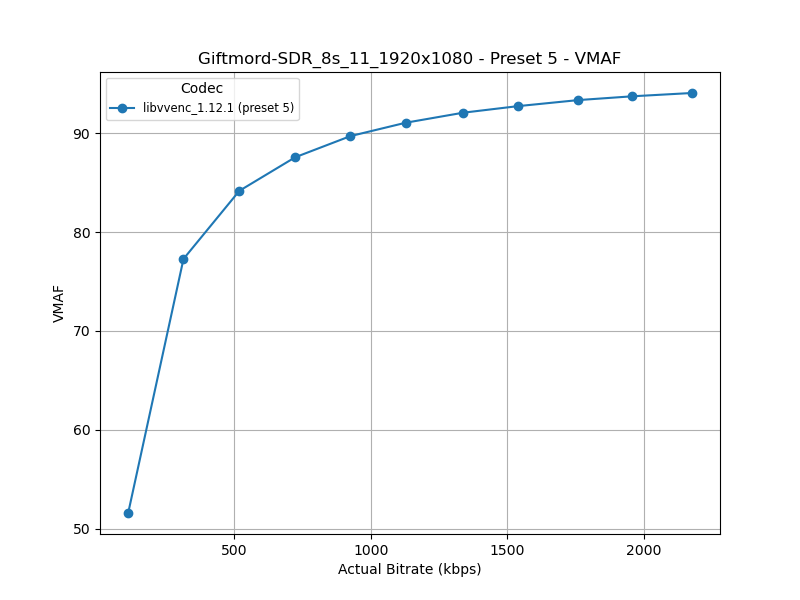 Giftmord-SDR_8s_11_1920x1080 - Preset 5 - VMAF
Codec
libvvenc_1.12.1 (preset 5)
90
80
70
60
50
VMAF
500
1000
1500
2000
Actual Bitrate (kbps)